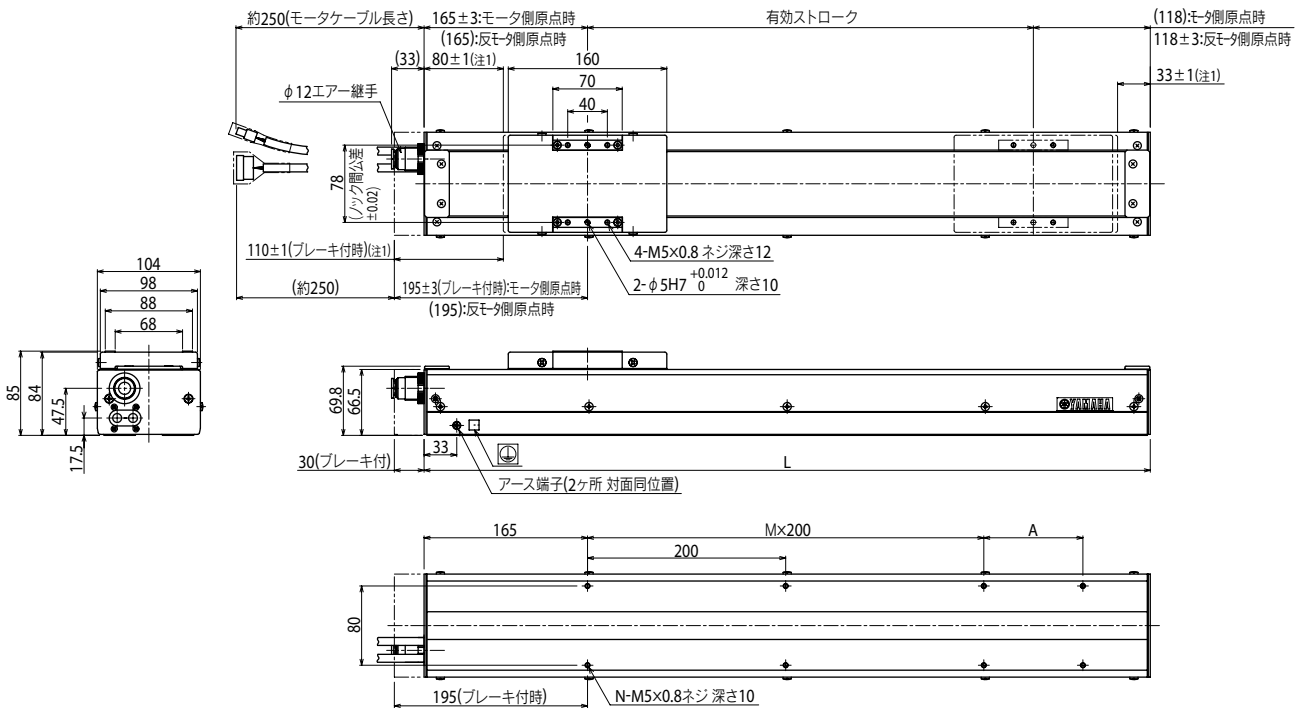 約250(モータケーブル長さ)
165±3:モータ側原点時
(165):反モータ側原点時
有効ストローク
(118):モータ側原点時
118±3:反モータ側原点時
(33)
80±1(注1)
160
33±1(注1)
70
40
φ12エアー継手
78
(ノック間公差
±0.02)
110±1(ブレーキ付時)(注1)
4-M5×0.8 ネジ深さ12
2-φ5H7 +0.012 0 深さ10
(約250)
195±3(ブレーキ付時):モータ側原点時
(195):反モータ側原点時
104
98
88
68
85
84
47.5
17.5
69.8
66.5
YAMAHA
33
30(ブレーキ付)
L
アース端子(2ヶ所 対面同位置)
165
M×200
A
200
80
195(ブレーキ付時)
N-M5×0.8ネジ 深さ10